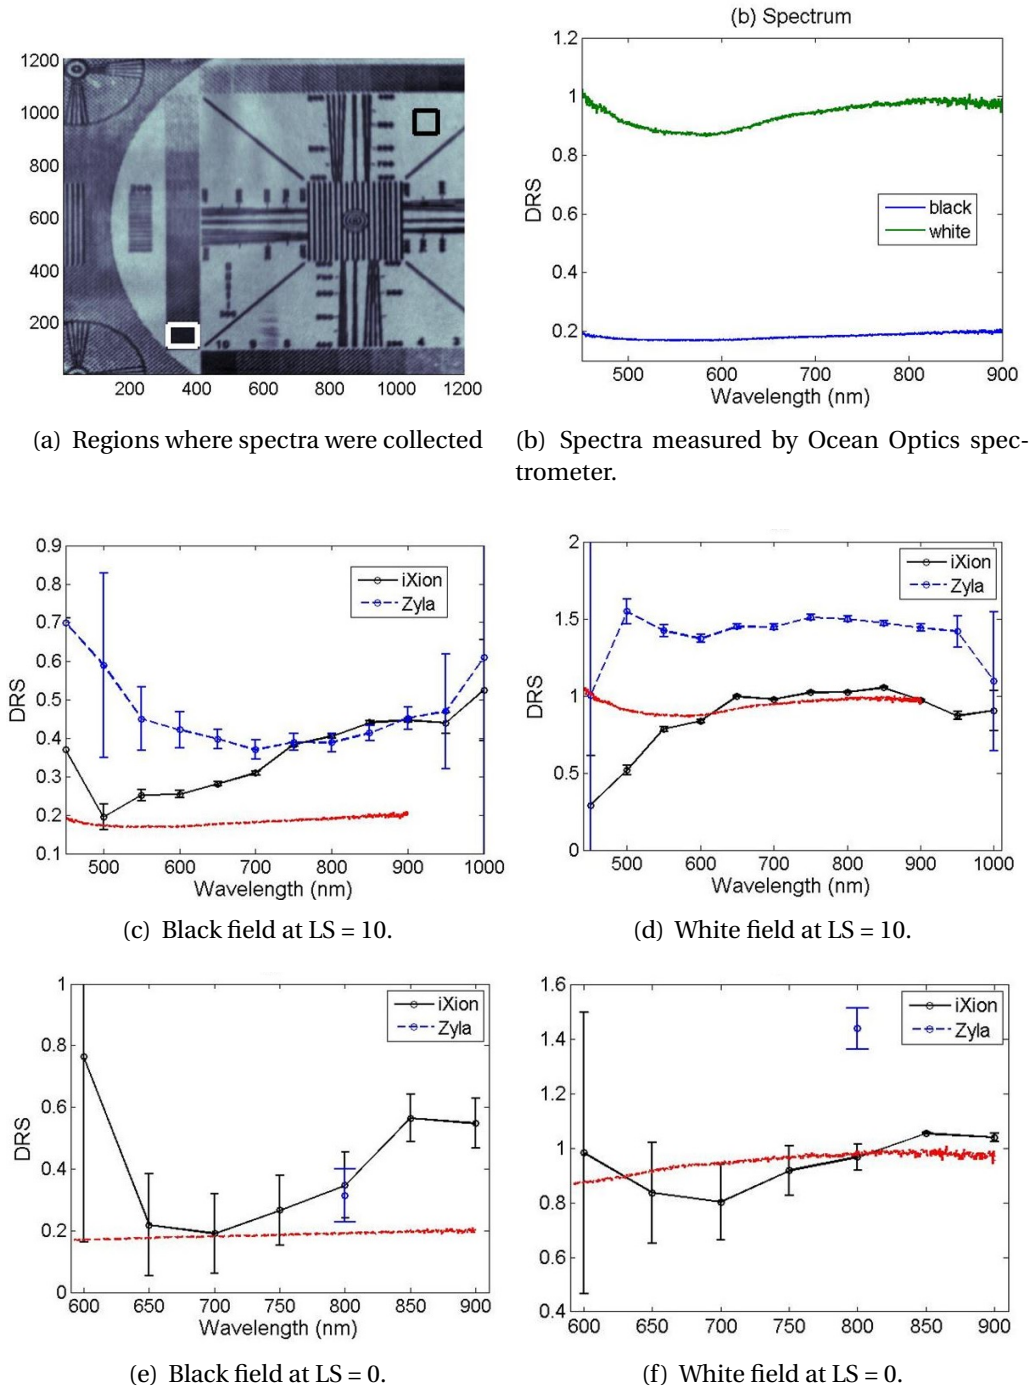 (b) Spectrum
1200
1000
800
600
400
200
200 400 600 800 1000 1200
10 9 8 4 3
1.2
1
0.8
0.6
0.4
0.2
DRS
black
white
500 600 700 800 900
Wavelength (nm)
(a) Regions where spectra were collected
(b) Spectra measured by Ocean Optics spec-
trometer.
0.9
0.8
0.7
0.6
0.5
0.4
0.3
0.2
0.1
DRS
iXion
Zyla
500 600 700 800 900 1000
Wavelength (nm)
(c) Black field at LS = 10.
2
1.5
1
0.5
0
DRS
iXion
Zyla
500 600 700 800 900 1000
Wavelength (nm)
(d) White field at LS = 10.
1
0.8
0.6
0.4
0.2
0
DRS
iXion
Zyla
600 650 700 750 800 850 900
Wavelength (nm)
(e) Black field at LS = 0.
1.6
1.4
1.2
1
0.8
0.6
0.4
DRS
iXion
Zyla
600 650 700 750 800 850 900
(f) White field at LS = 0.